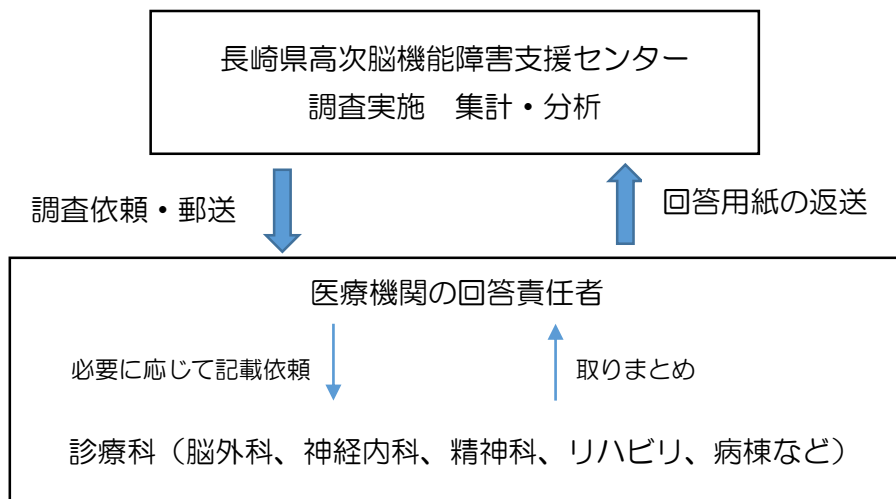 長崎県高次脳機能障害支援センター
調査実施　集計・分析
調査依頼・郵送
回答用紙の返送
医療機関の回答責任者
必要に応じて記載依頼
取りまとめ
診療科（脳外科、神経内科、精神科、リハビリ、病棟など）